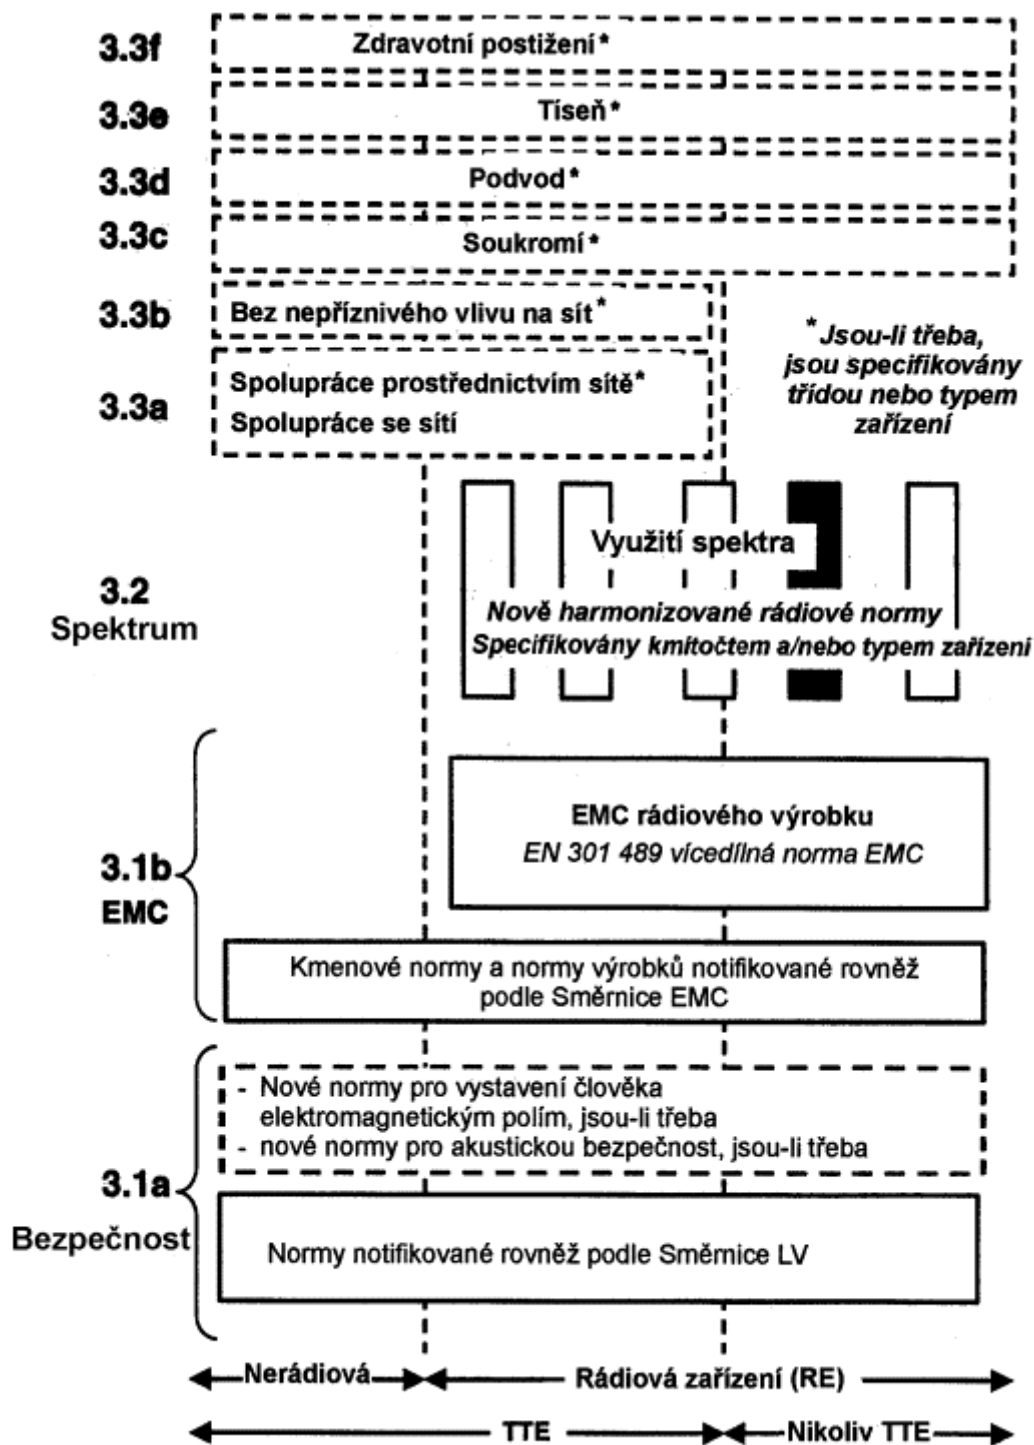 3.3f
Zdravotní postižení*
3.3e
Tíseň*
3.3d
Podvod*
3.3c
Soukromí*
3.3b
Bez nepříznivého vlivu na sít*
3.3a
Spolupráce prostřednictvím sítě*
Spolupráce se sítí
* Jsou-li třeba,
jsou specifikovány
třídou nebo typem
zařízení
3.2
Spektrum
Využití spektra
Nově harmonizované rádiové normy
Specifikovány kmitočtem a/nebo typem zařízeni
3.1b
EMC
EMC rádiového výrobku
EN 301 489 vícedílná norma EMC
Kmenové normy a normy výrobků notifikované rovněž
podle Směrnice EMC
3.1a
Bezpečnost
- Nové normy pro vystavení člověka
elektromagnetickým polím, jsou-li třeba
- nové normy pro akustickou bezpečnost, jsou-li třeba
Normy notifikované rovněž podle Směrnice LV
Nerádiová
Rádiová zařízení (RE)
TTE
Nikoliv TTE